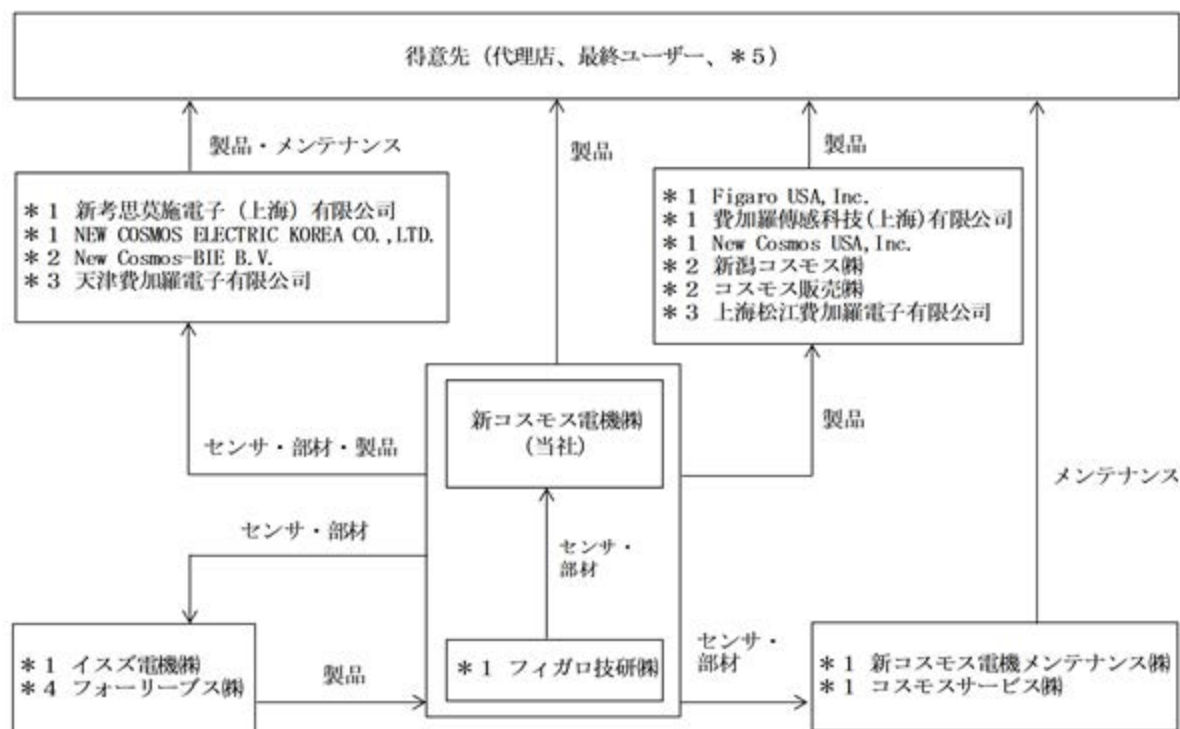 得意先（代理店、最終ユーザー、＊５）
製品・メンテナンス
製品
製品
＊１ 新考思莫施電子（上海）有限公司
＊１ NEW COSMOS ELECTRIC KOREA CO.,LTD.
＊２ New Cosmos-BIE B.V.
＊３ 天津費加羅電子有限公司
＊１ Figaro USA,Inc.
＊１ 費加羅傳感科技(上海)有限公司
＊１ New Cosmos USA,Inc.
＊２ 新潟コスモス㈱
＊２ コスモス販売㈱
＊３ 上海松江費加羅電子有限公司
新コスモス電機㈱
（当社）
センサ・部材・製品
製品
メンテナンス
センサ・部材
センサ・
部材
＊１ イスズ電機㈱
＊４ フォーリーブス㈱
製品
＊１ フィガロ技研㈱
センサ・
部材
＊１ 新コスモス電機メンテナンス㈱
＊１ コスモスサービス㈱